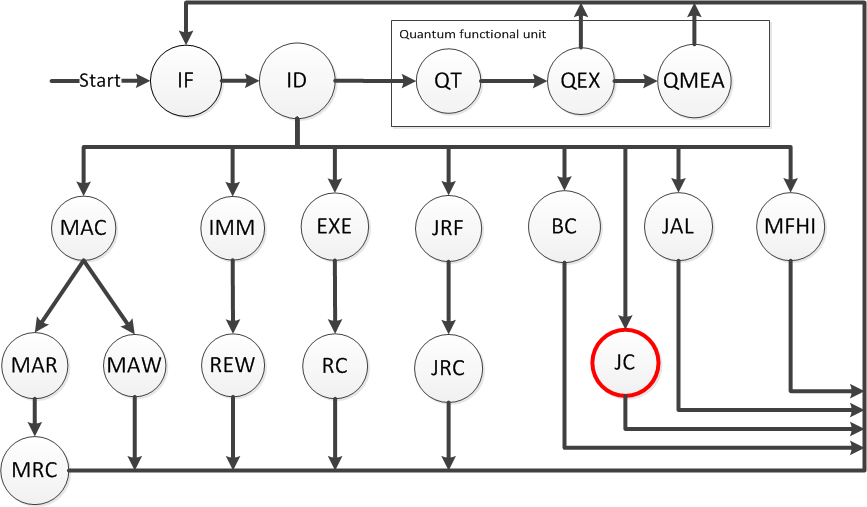 Quantum functional unit
Start
IF
ID
QT
QEX
QMEA
MAC
IMM
EXE
JRF
BC
JAL
MFHI
MAR
MAW
REW
RC
JRC
JC
MRC